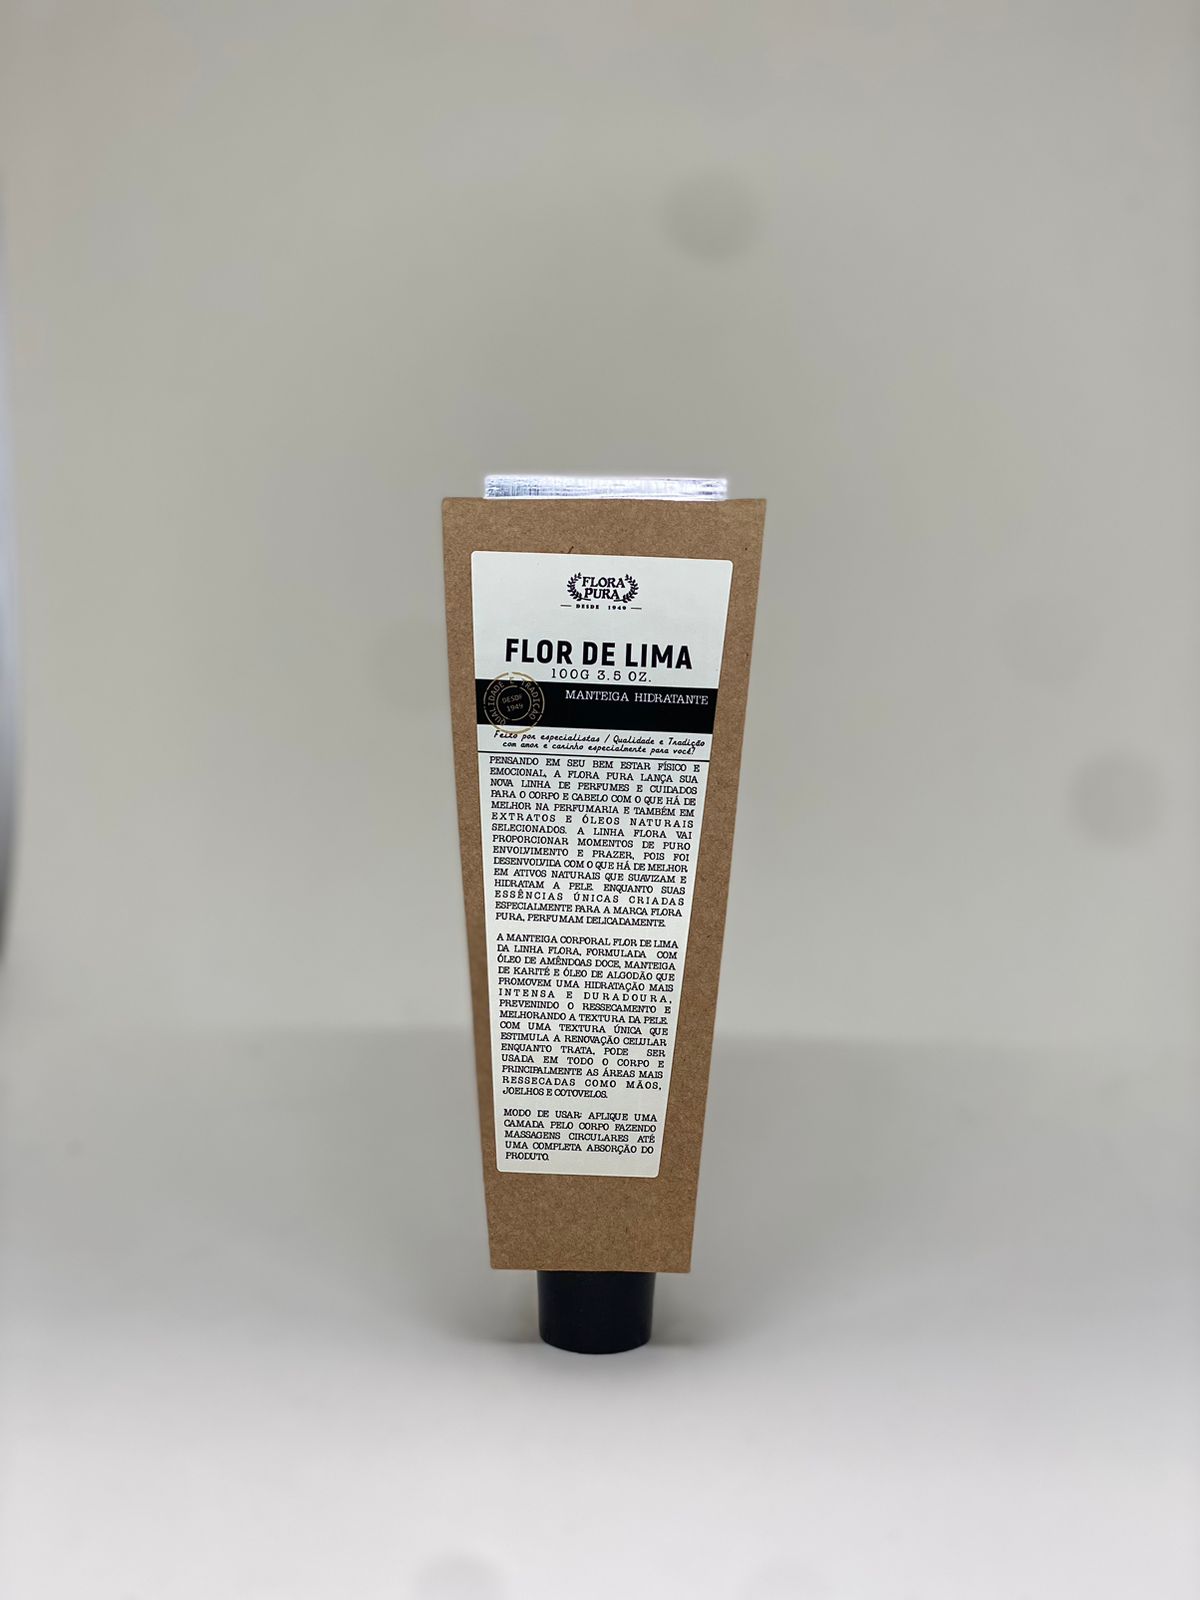 FLORA
PURA
DESDE 1949
FLOR DE LIMA
100G 3.5 OZ.
MANTEIGA HIDRATANTE
QUALIDADE E TRADIÇÃO
DESDE
1949
Feito por especialistas / Qualidade e Tradição
com amor e carinho especialmente para você!
PENSANDO EM SEU BEM ESTAR FÍSICO E
EMOCIONAL, A FLORA PURA LANÇA SUA
NOVA LINHA DE PERFUMES E CUIDADOS
PARA O CORPO E CABELO COM O QUE HÁ DE
MELHOR NA PERFUMARIA E TAMBÉM EM
EXTRATOS E ÓLEOS NATURAIS
SELECIONADOS. A LINHA FLORA VAI
PROPORCIONAR MOMENTOS DE PURO
ENVOLVIMENTO E PRAZER, POIS FOI
DESENVOLVIDA COM O QUE HÁ DE MELHOR
EM ATIVOS NATURAIS QUE SUAVIZAM E
HIDRATAM A PELE. ENQUANTO SUAS
ESSÊNCIAS ÚNICAS CRIADAS
ESPECIALMENTE PARA A MARCA FLORA
PURA, PERFUMAM DELICADAMENTE.
A MANTEIGA CORPORAL FLOR DE LIMA
DA LINHA FLORA, FORMULADA COM
ÓLEO DE AMÊNDOAS DOCE, MANTEIGA
DE KARITÉ E ÓLEO DE ALGODÃO QUE
PROMOVEM UMA HIDRATAÇÃO MAIS
INTENSA E DURADOURA,
PREVENINDO O RESSECAMENTO E
MELHORANDO A TEXTURA DA PELE.
COM UMA TEXTURA ÚNICA QUE
ESTIMULA A RENOVAÇÃO CELULAR
ENQUANTO TRATA, PODE SER
USADA EM TODO O CORPO E
PRINCIPALMENTE AS ÁREAS MAIS
RESSECADAS COMO MÃOS,
JOELHOS E COTOVELOS.
MODO DE USAR: APLIQUE UMA
CAMADA PELO CORPO FAZENDO
MASSAGENS CIRCULARES ATÉ
UMA COMPLETA ABSORÇÃO DO
PRODUTO.